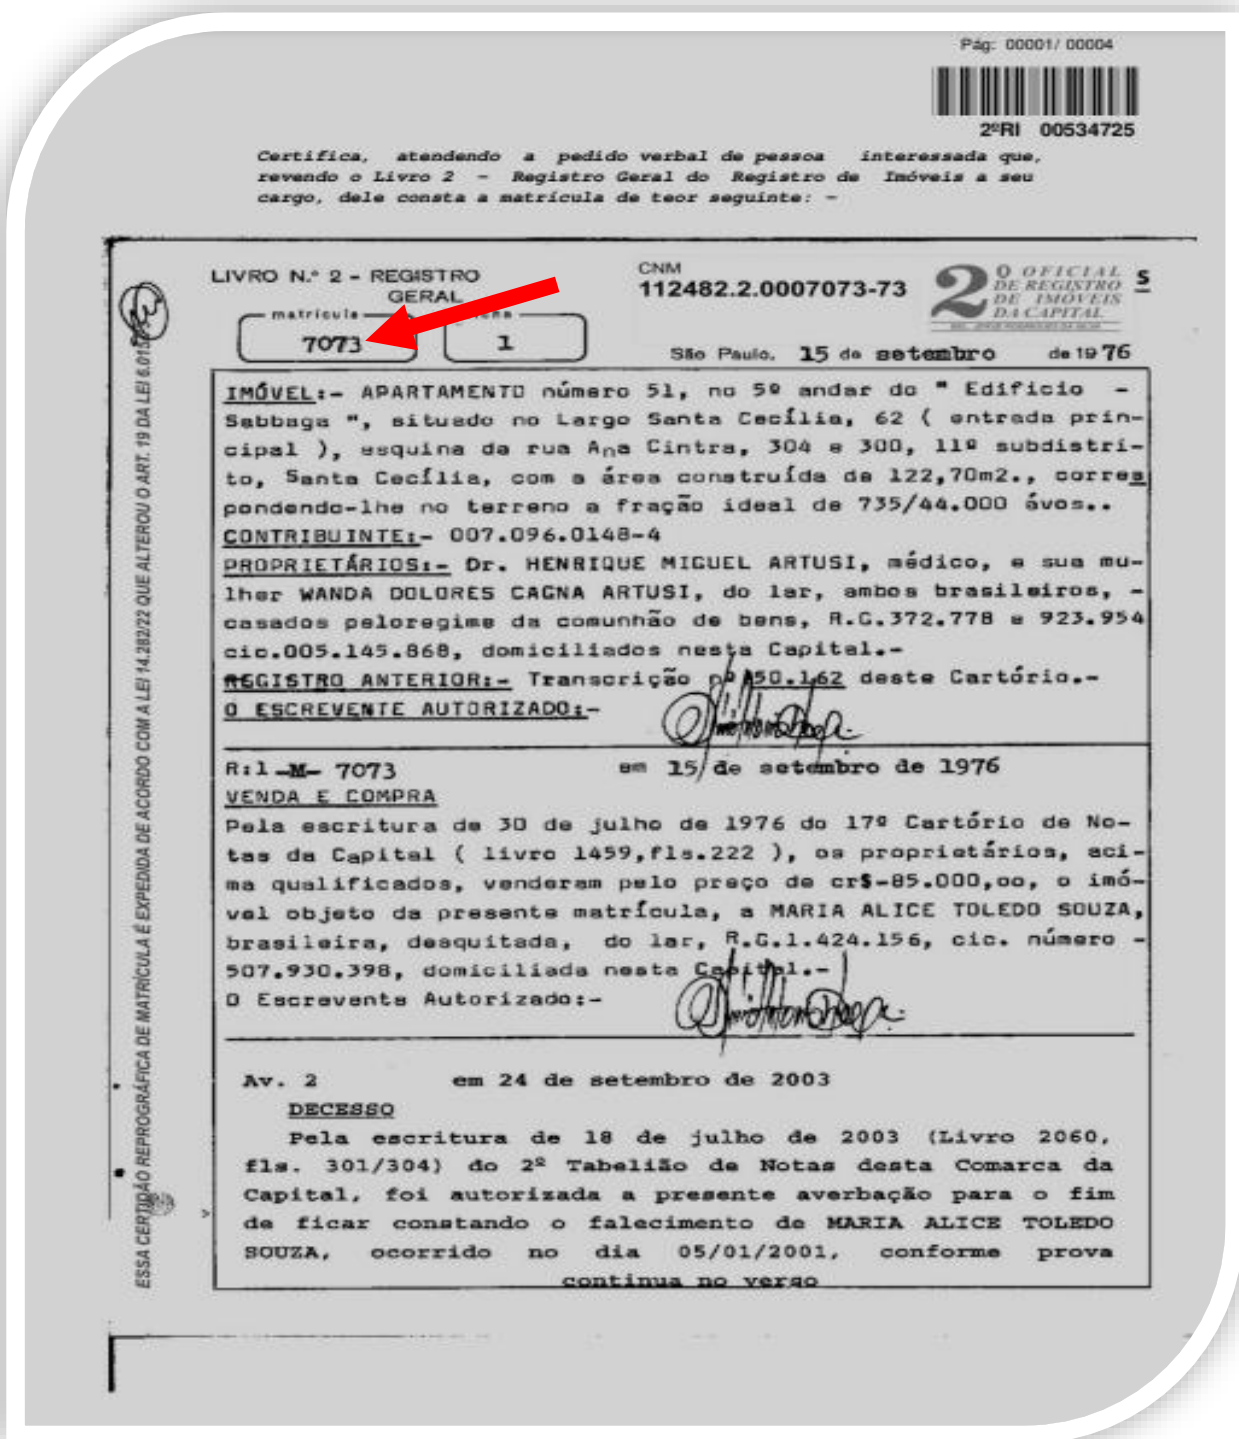 Pág: 00001/ 00004
2ºRI 00534725
Certifica, atendendo a pedido verbal de pessoa interessada que,
revendo o Livro 2 - Registro Geral do Registro de Imóveis a seu
cargo, dele consta a matrícula de teor seguinte: -
LIVRO N.º 2 - REGISTRO
GERAL
CNM
112482.2.0007073-73
2
O OFICIAL
DE REGISTRO
DE IMÓVEIS
DA CAPITAL
S
matrícula
7073
1
São Paulo, 15 de setembro de 1976
IMÓVEL:- APARTAMENTO número 51, no 5º andar do " Edificio -
Sabbaga ", situado no Largo Santa Cecília, 62 ( entrada prin-
cipal ), esquina da rua Ana Cintra, 304 e 300, 11º subdistri-
to, Santa Cecília, com a área construída de 122,70m2., corres
pondendo-lhe no terreno a fração ideal de 735/44.000 ávos..
CONTRIBUINTE:- 007.096.0148-4
PROPRIETÁRIOS:- Dr. HENRIQUE MIGUEL ARTUSI, médico, e sua mu-
lher WANDA DOLORES CAGNA ARTUSI, do lar, ambos brasileiros, -
casados peloregime da comunhão de bens, R.G.372.778 e 923.954
cic.005.145.868, domiciliados nesta Capital.-
REGISTRO ANTERIOR:- Transcrição nº 50.162 deste Cartório.-
O ESCREVENTE AUTORIZADO:-
R:1-M- 7073 em 15 de setembro de 1976
VENDA E COMPRA
Pela escritura de 30 de julho de 1976 do 17º Cartório de No-
tas da Capital ( livro 1459,fls.222 ), os proprietários, aci-
ma qualificados, venderam pelo preço de cr$-85.000,oo, o imó-
vel objeto da presente matrícula, a MARIA ALICE TOLEDO SOUZA,
brasileira, desquitada, do lar, R.G.1.424.156, cic. número -
507.930.398, domiciliada nesta Capital.-
O Escrevente Autorizado:-
Av. 2 em 24 de setembro de 2003
DECESSO
Pela escritura de 18 de julho de 2003 (Livro 2060,
fls. 301/304) do 2º Tabelião de Notas desta Comarca da
Capital, foi autorizada a presente averbação para o fim
de ficar constando o falecimento de MARIA ALICE TOLEDO
SOUZA, ocorrido no dia 05/01/2001, conforme prova
continua no verso
ESSA CERTIDÃO REPROGRÁFICA DE MATRÍCULA É EXPEDIDA DE ACORDO COM A LEI 14.282/22 QUE ALTEROU O ART. 19 DA LEI 6.015